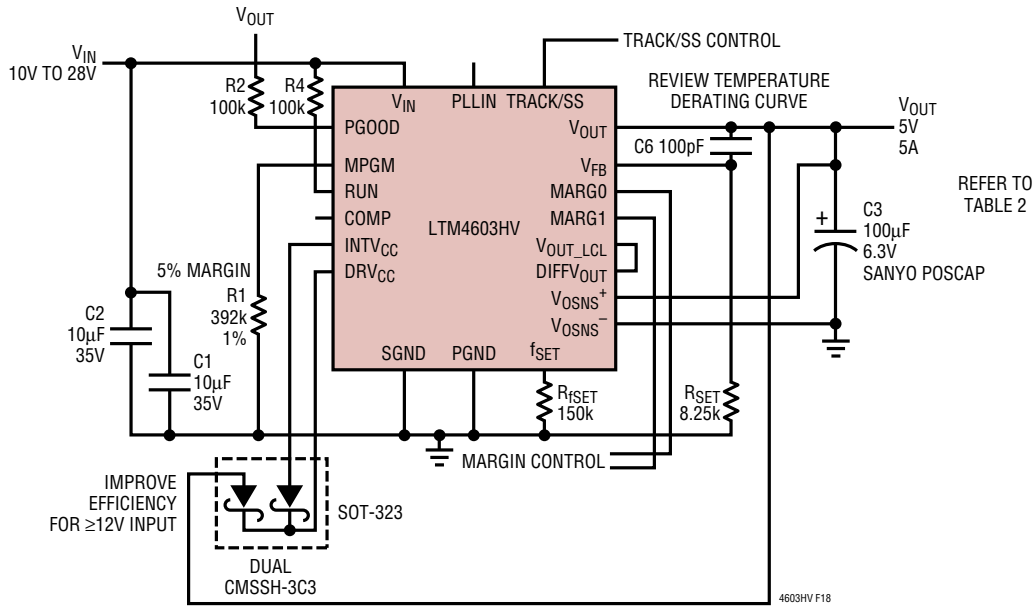 VOUT
VIN
10V TO 28V
R2
100k
R4
100k
TRACK/SS CONTROL
REVIEW TEMPERATURE
DERATING CURVE
VIN
PLLIN
TRACK/SS
PGOOD
MPGM
RUN
COMP
INTVCC
DRVCC
LTM4603HV
VOUT
VFB
MARG0
MARG1
VOUT_LCL
DIFFVOUT
VOSNS+
VOSNS–
SGND
PGND
fSET
C6 100pF
VOUT
5V
5A
REFER TO
TABLE 2
+
C3
100µF
6.3V
SANYO POSCAP
5% MARGIN
R1
392k
1%
C2
10µF
35V
C1
10µF
35V
RfSET
150k
RSET
8.25k
MARGIN CONTROL
IMPROVE
EFFICIENCY
FOR ≥12V INPUT
SOT-323
DUAL
CMSSH-3C3
4603HV F18